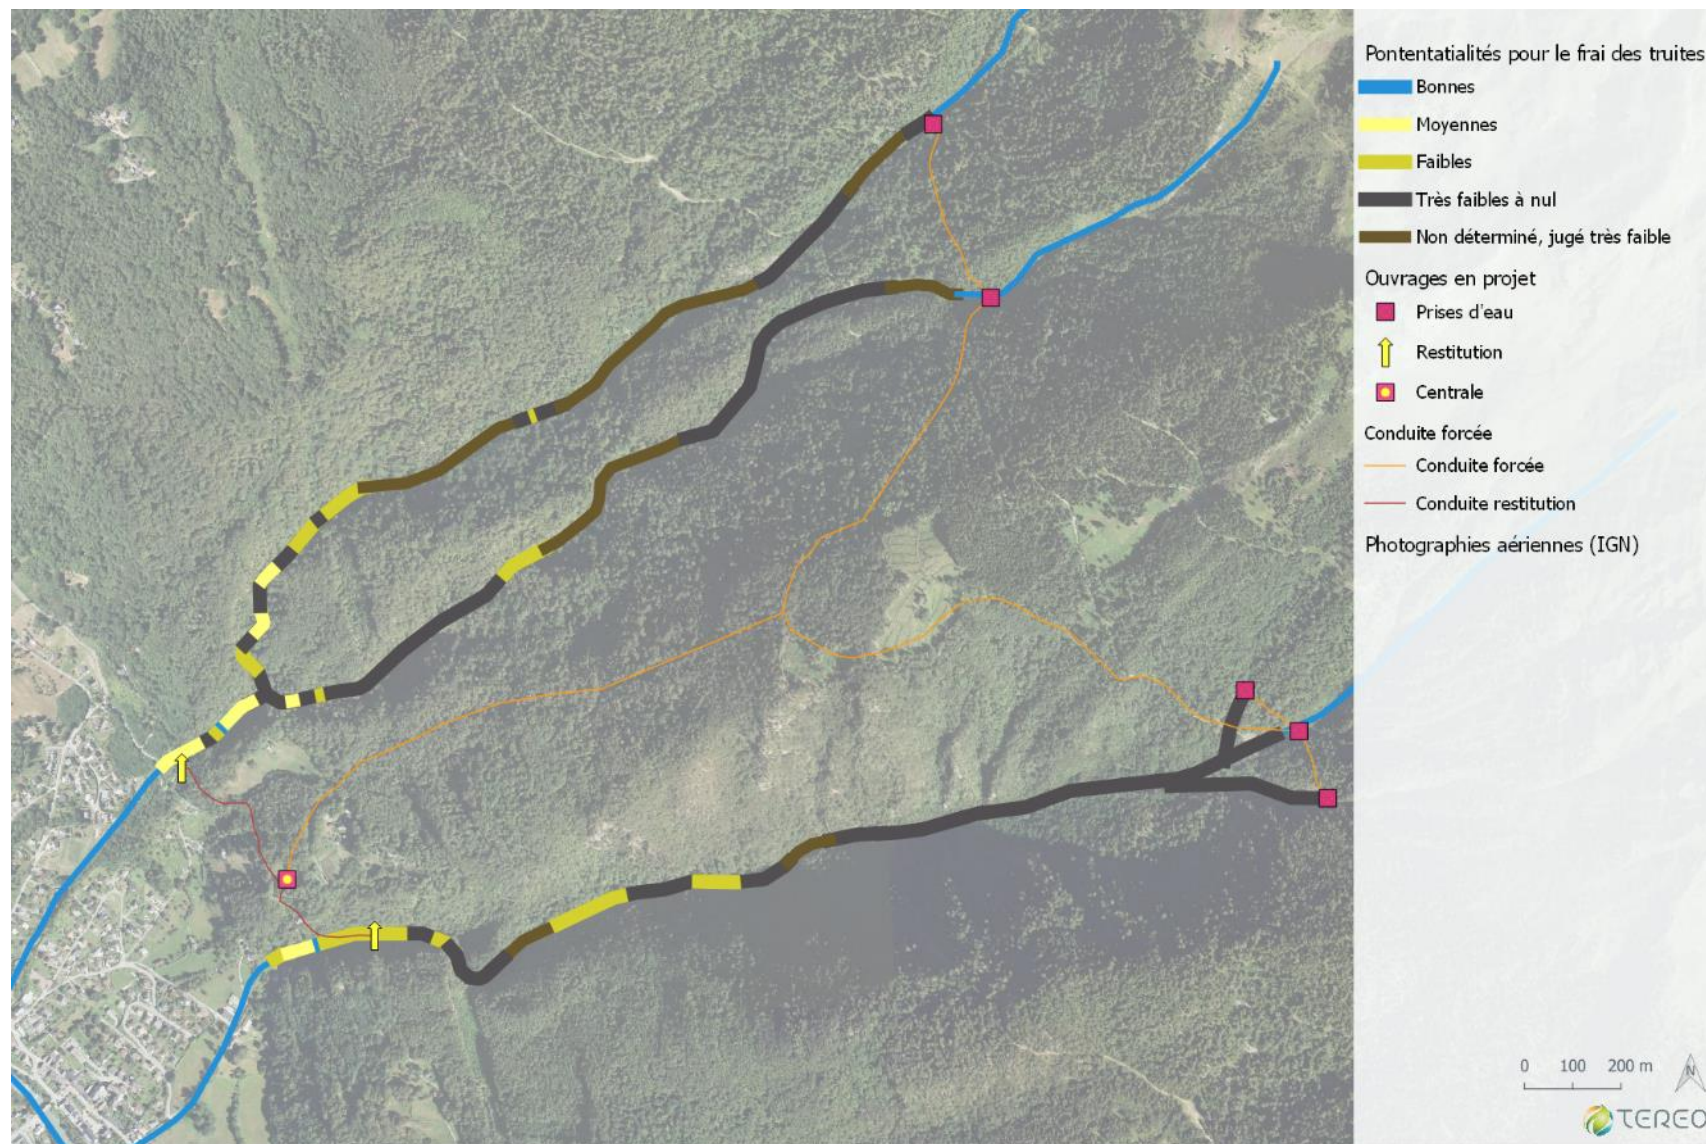 Pontentatialités pour le frai des truites
Bonnes
Moyennes
Faibles
Très faibles à nul
Non déterminé, jugé très faible
Ouvrages en projet
Prises d'eau
Restitution
Centrale
Conduite forcée
Conduite forcée
Conduite restitution
Photographies aériennes (IGN)
0 100 200 m
N
TEREO